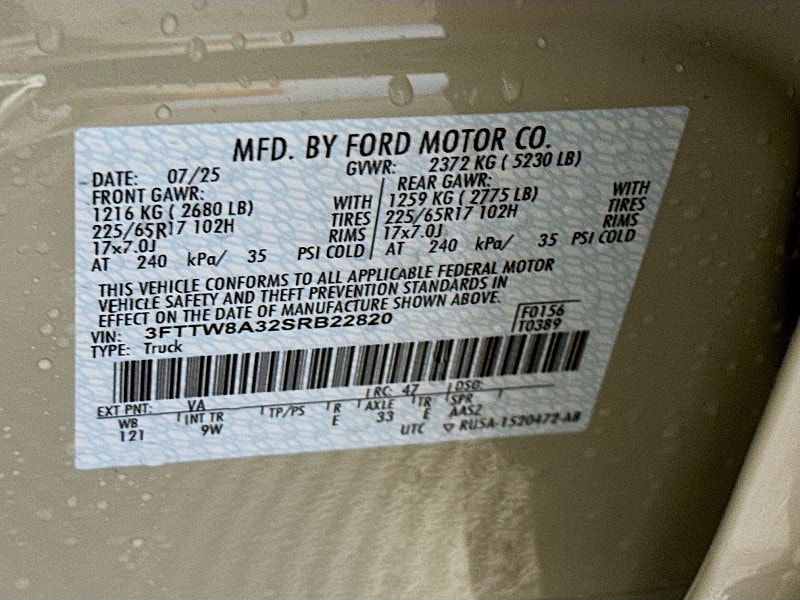 MFD. BY FORD MOTOR CO.
DATE: 07/25 GVWR: 2372 KG ( 5230 LB)
FRONT GAWR: REAR GAWR:
1216 KG ( 2680 LB) WITH 1259 KG ( 2775 LB) WITH
225/65R17 102H TIRES 225/65R17 102H TIRES
17x7.0J RIMS 17x7.0J RIMS
AT 240 kPa/ 35 PSI COLD AT 240 kPa/ 35 PSI COLD
THIS VEHICLE CONFORMS TO ALL APPLICABLE FEDERAL MOTOR
VEHICLE SAFETY AND THEFT PREVENTION STANDARDS IN
EFFECT ON THE DATE OF MANUFACTURE SHOWN ABOVE.
VIN: 3FTTW8A32SRB22820 F0156
TYPE: Truck T0389
EXT PNT: VA RC: 47 DSO:
WB INT TR TP/PS R AXLE TR SPR
121 9W E 33 E AASZ
UTC RU5A-1520472-AB